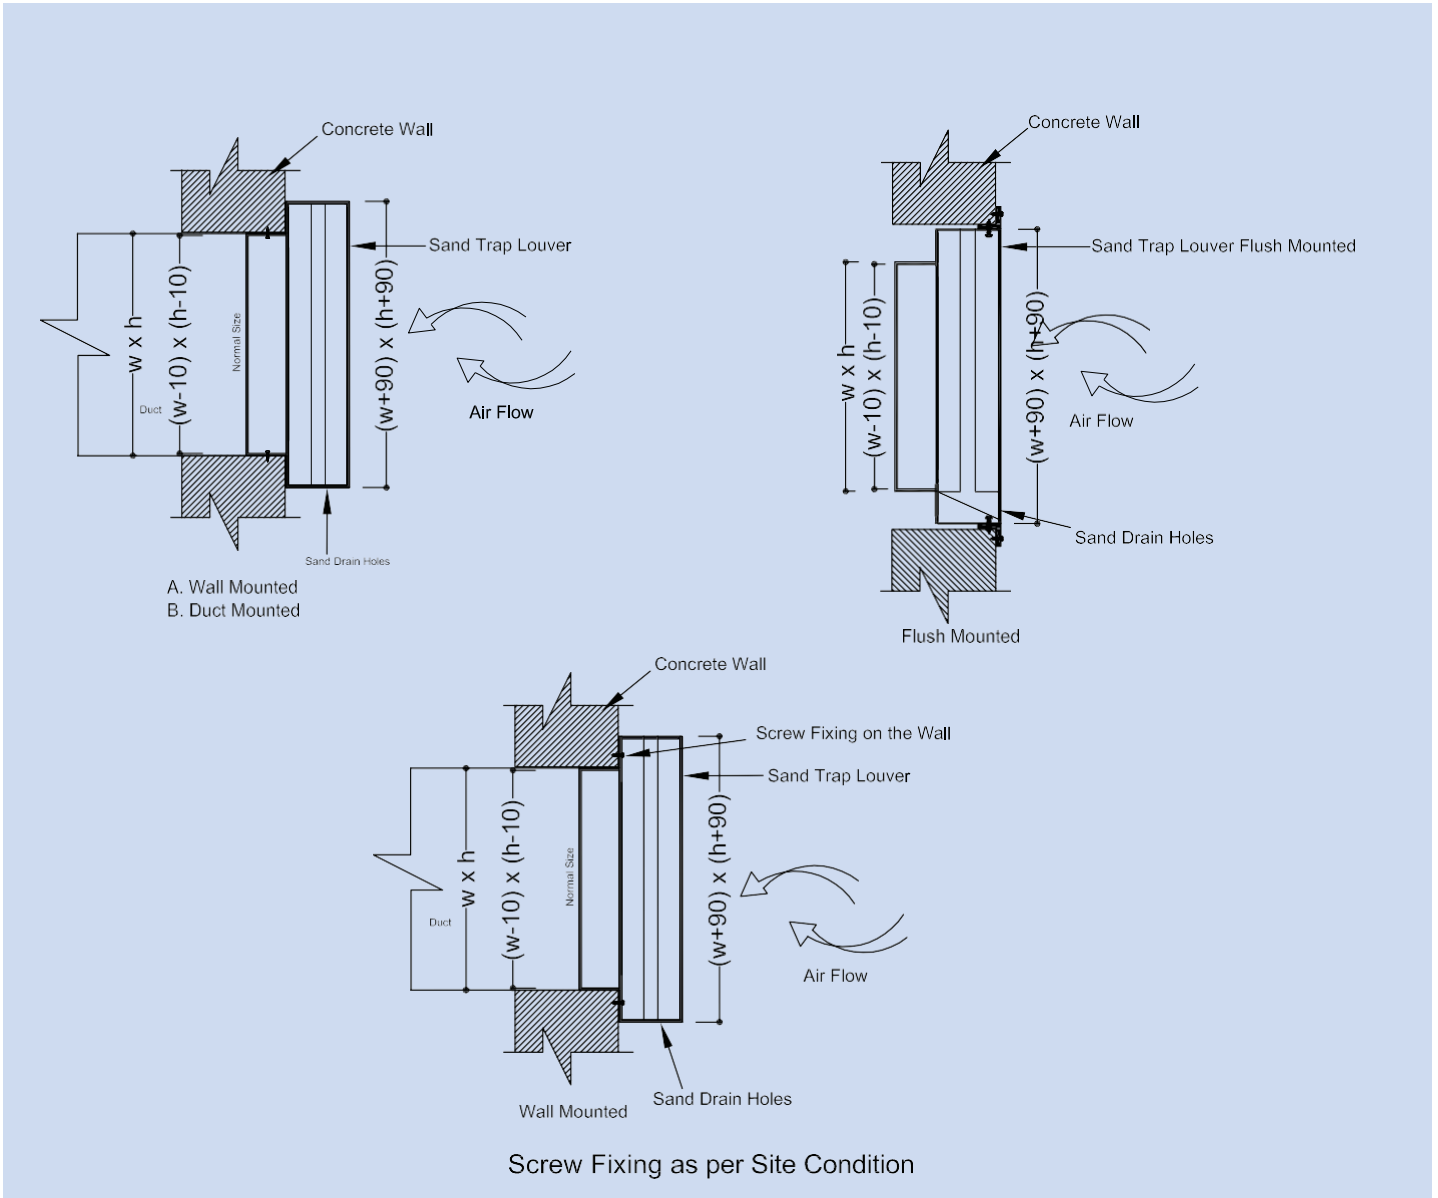 Concrete Wall
Sand Trap Louver
w x h
(w-10) x (h-10)
Normal Size
(w+90) x (h+90)
Duct
Air Flow
Sand Drain Holes
A. Wall Mounted
B. Duct Mounted
Concrete Wall
Sand Trap Louver Flush Mounted
w x h
(w-10) x (h-10)
(w+90) x (h+90)
Air Flow
Sand Drain Holes
Flush Mounted
Concrete Wall
Screw Fixing on the Wall
Sand Trap Louver
w x h
(w-10) x (h-10)
Normal Size
(w+90) x (h+90)
Duct
Air Flow
Sand Drain Holes
Wall Mounted
Screw Fixing as per Site Condition